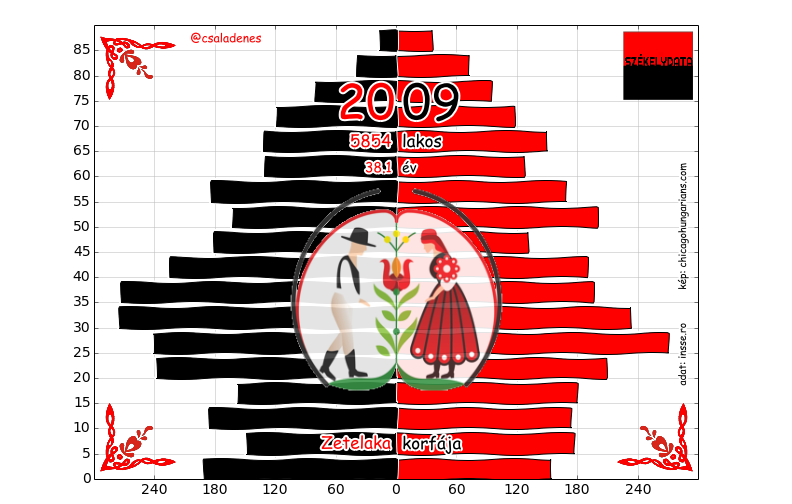 @csaladenes
SZÉKELYDATA
2009
5854 lakos
38.1 év
kép: chicagohungarians.com
adat: insse.ro
Zetelaka korfája
85
80
75
70
65
60
55
50
45
40
35
30
25
20
15
10
5
0
240 180 120 60 0 60 120 180 240